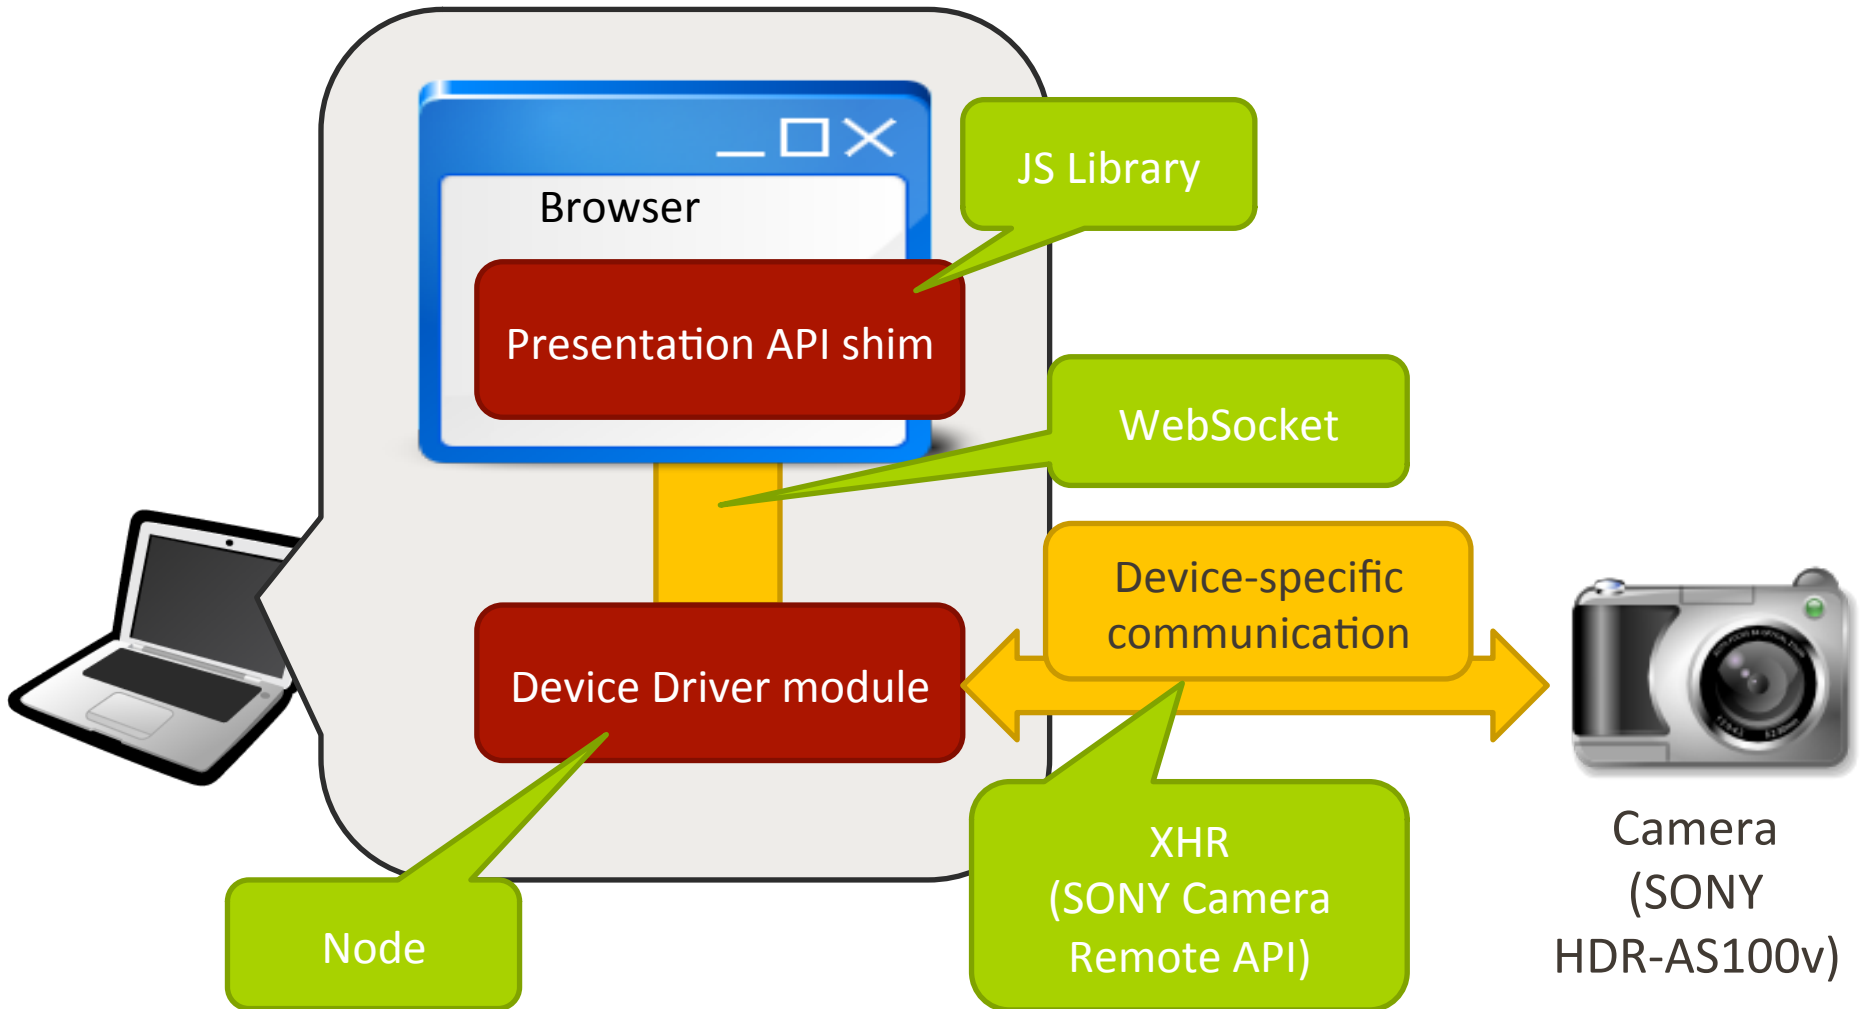 JS Library
Browser
Presentation API shim
WebSocket
Device-specific
communication
Device Driver module
XHR
(SONY Camera
Remote API)
Node
Camera
(SONY
HDR-AS100v)